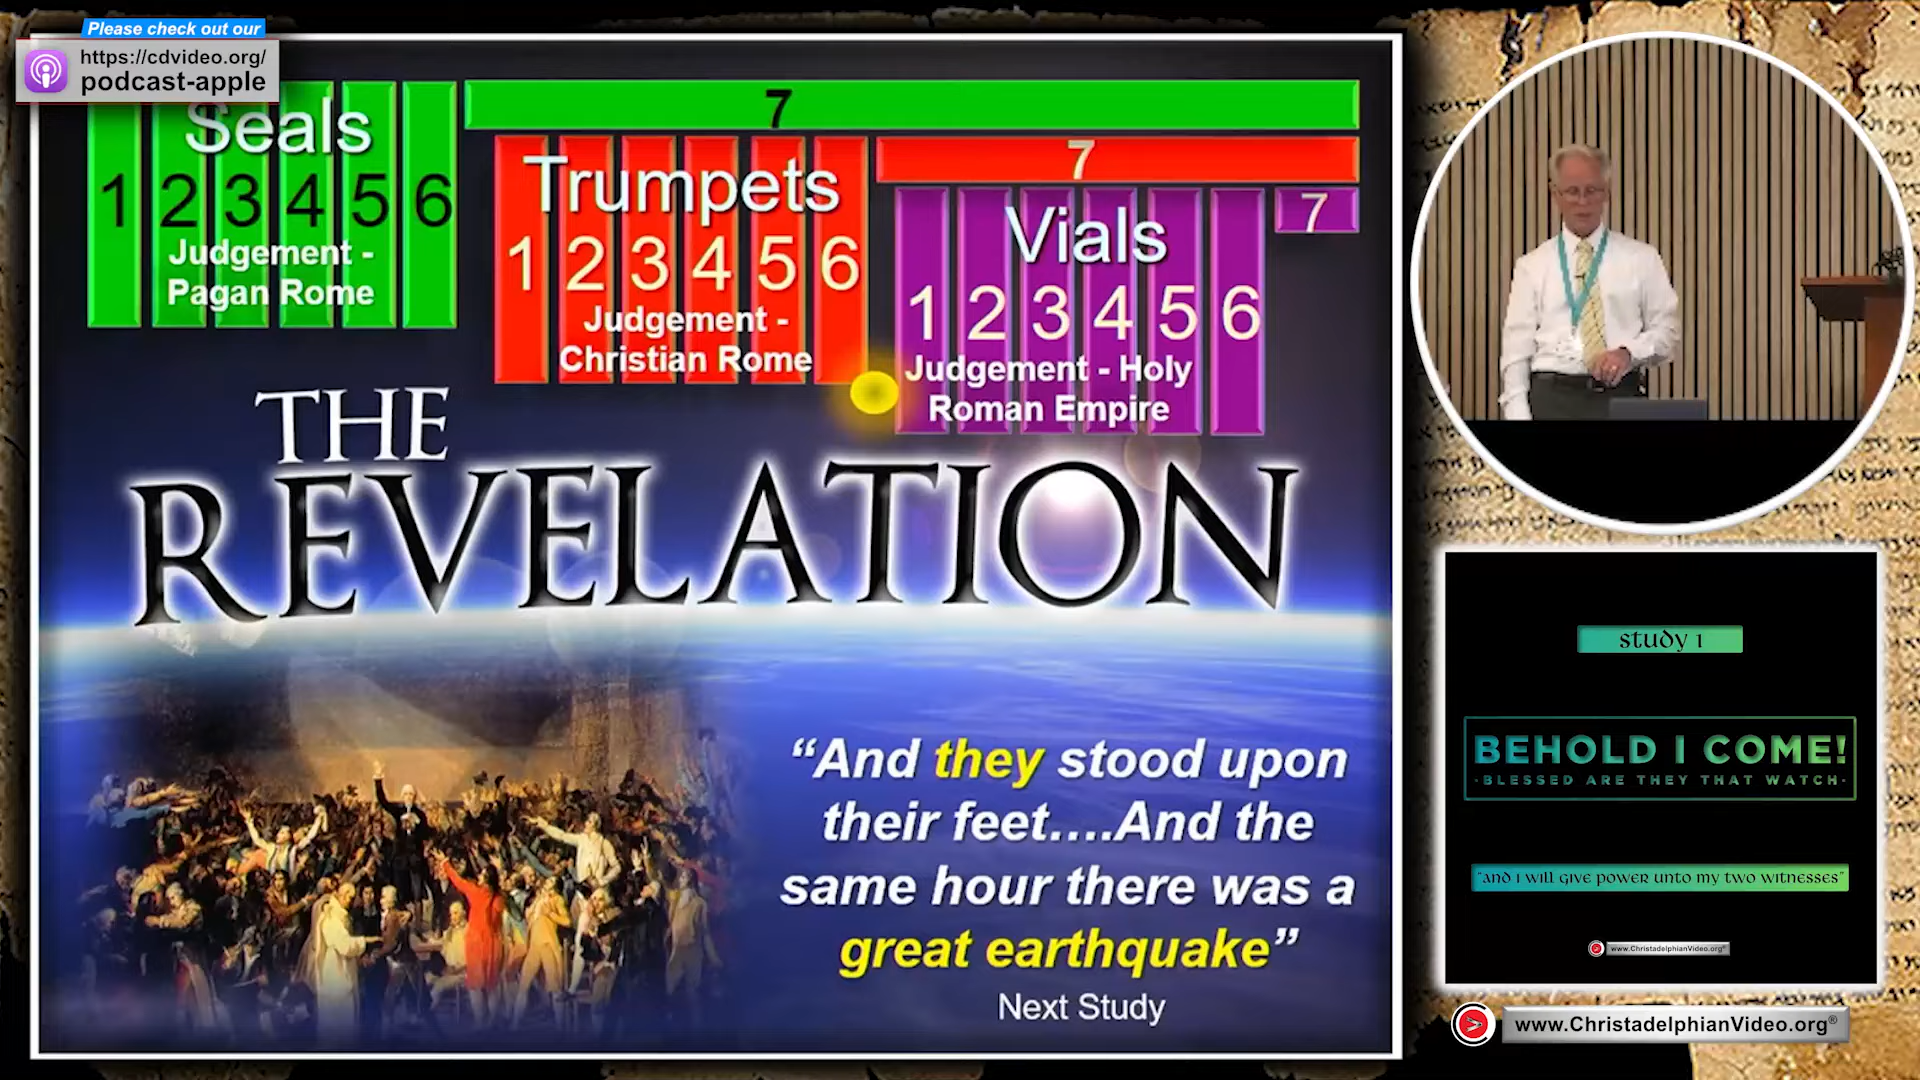 Please check out our
https://cdvideo.org/
podcast-apple
7
Seals
1 2 3 4 5 6
Judgement -
Pagan Rome
7
Trumpets
1 2 3 4 5 6
Judgement -
Christian Rome
7
Vials
1 2 3 4 5 6
Judgement - Holy
Roman Empire
THE
REVELATION
“And they stood upon
their feet....And the
same hour there was a
great earthquake”
Next Study
study 1
BEHOLD I COME!
·BLESSED ARE THEY THAT WATCH·
"and I will give power unto my two witnesses"
www.ChristadelphianVideo.org®
www.ChristadelphianVideo.org®